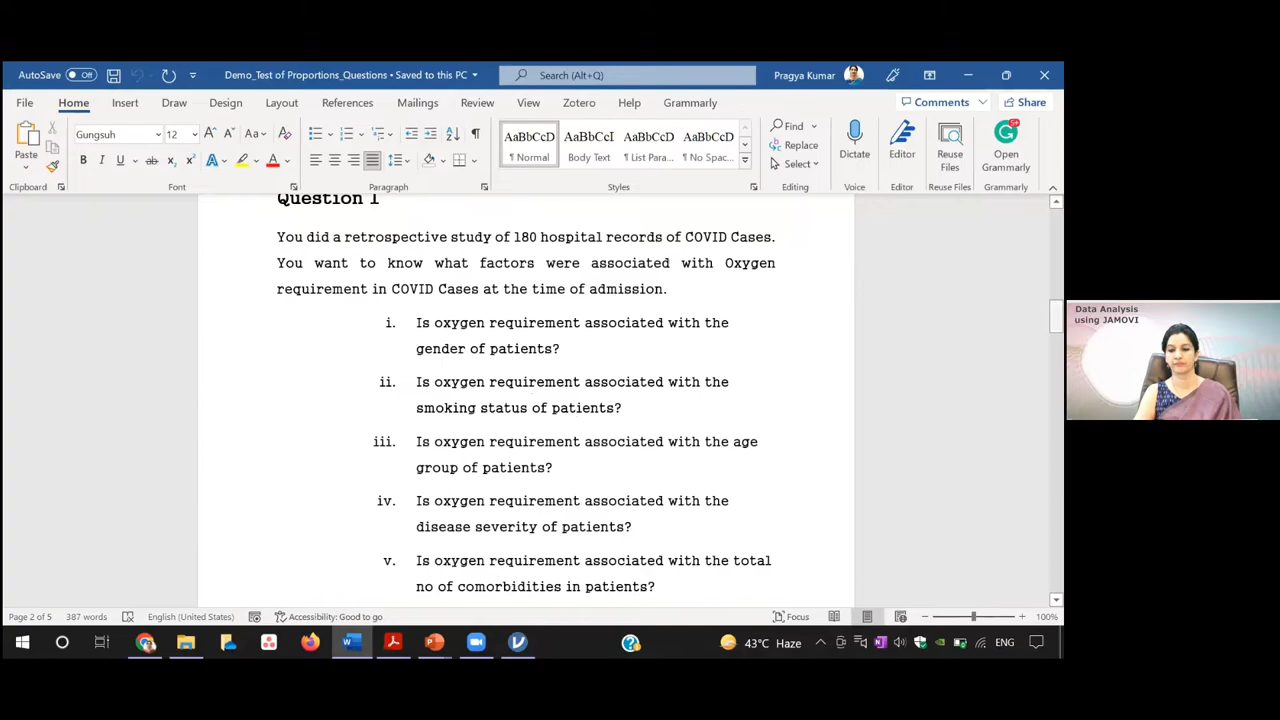 AutoSave Off Demo_Test of Proportions_Questions • Saved to this PC Search (Alt+Q) Pragya Kumar
File Home Insert Draw Design Layout References Mailings Review View Zotero Help Grammarly Comments Share
Paste Gungsuh 12 Aa
B I U ab x₂ x² A A
AaBbCcD AaBbCcI AaBbCcD AaBbCcD
¶ Normal Body Text ¶ List Para... ¶ No Spac...
Find
Replace
Select
Dictate Editor Reuse Files Open Grammarly
Clipboard Font Paragraph Styles Editing Voice Editor Reuse Files Grammarly
Question 1
You did a retrospective study of 180 hospital records of COVID Cases.
You want to know what factors were associated with Oxygen
requirement in COVID Cases at the time of admission.
i. Is oxygen requirement associated with the
gender of patients?
ii. Is oxygen requirement associated with the
smoking status of patients?
iii. Is oxygen requirement associated with the age
group of patients?
iv. Is oxygen requirement associated with the
disease severity of patients?
v. Is oxygen requirement associated with the total
no of comorbidities in patients?
Data Analysis
using JAMOVI
Page 2 of 5 387 words English (United States) Accessibility: Good to go Focus 100%
43°C Haze ENG